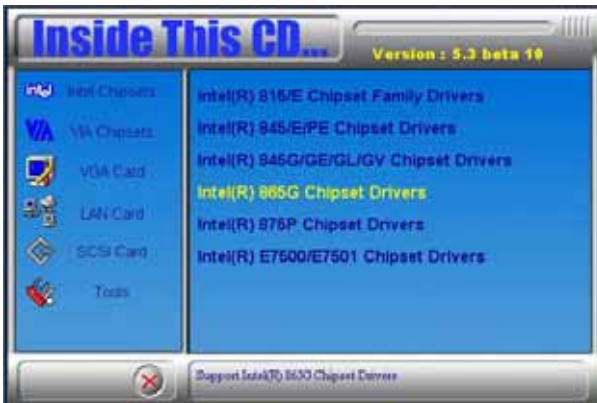 Inside This CD...
Version : 5.3 beta 10
intel
Intel Chipsets
VIA
VIA Chipsets
VGA Card
LAN Card
SCSI Card
Tools
Intel(R) 815/E Chipset Family Drivers
Intel(R) 845/E/PE Chipset Drivers
Intel(R) 845G/GE/GL/GV Chipset Drivers
Intel(R) 865G Chipset Drivers
Intel(R) 875P Chipset Drivers
Intel(R) E7500/E7501 Chipset Drivers
Support Intel(R) 865G Chipset Drivers